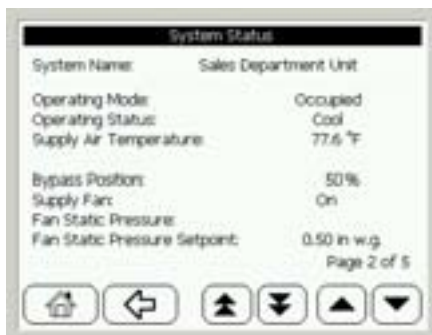 System Status
System Name: Sales Department Unit
Operating Mode: Occupied
Operating Status: Cool
Supply Air Temperature: 77.6 °F
Bypass Position: 50%
Supply Fan: On
Fan Static Pressure:
Fan Static Pressure Setpoint: 0.50 in w.g.
Page 2 of 5